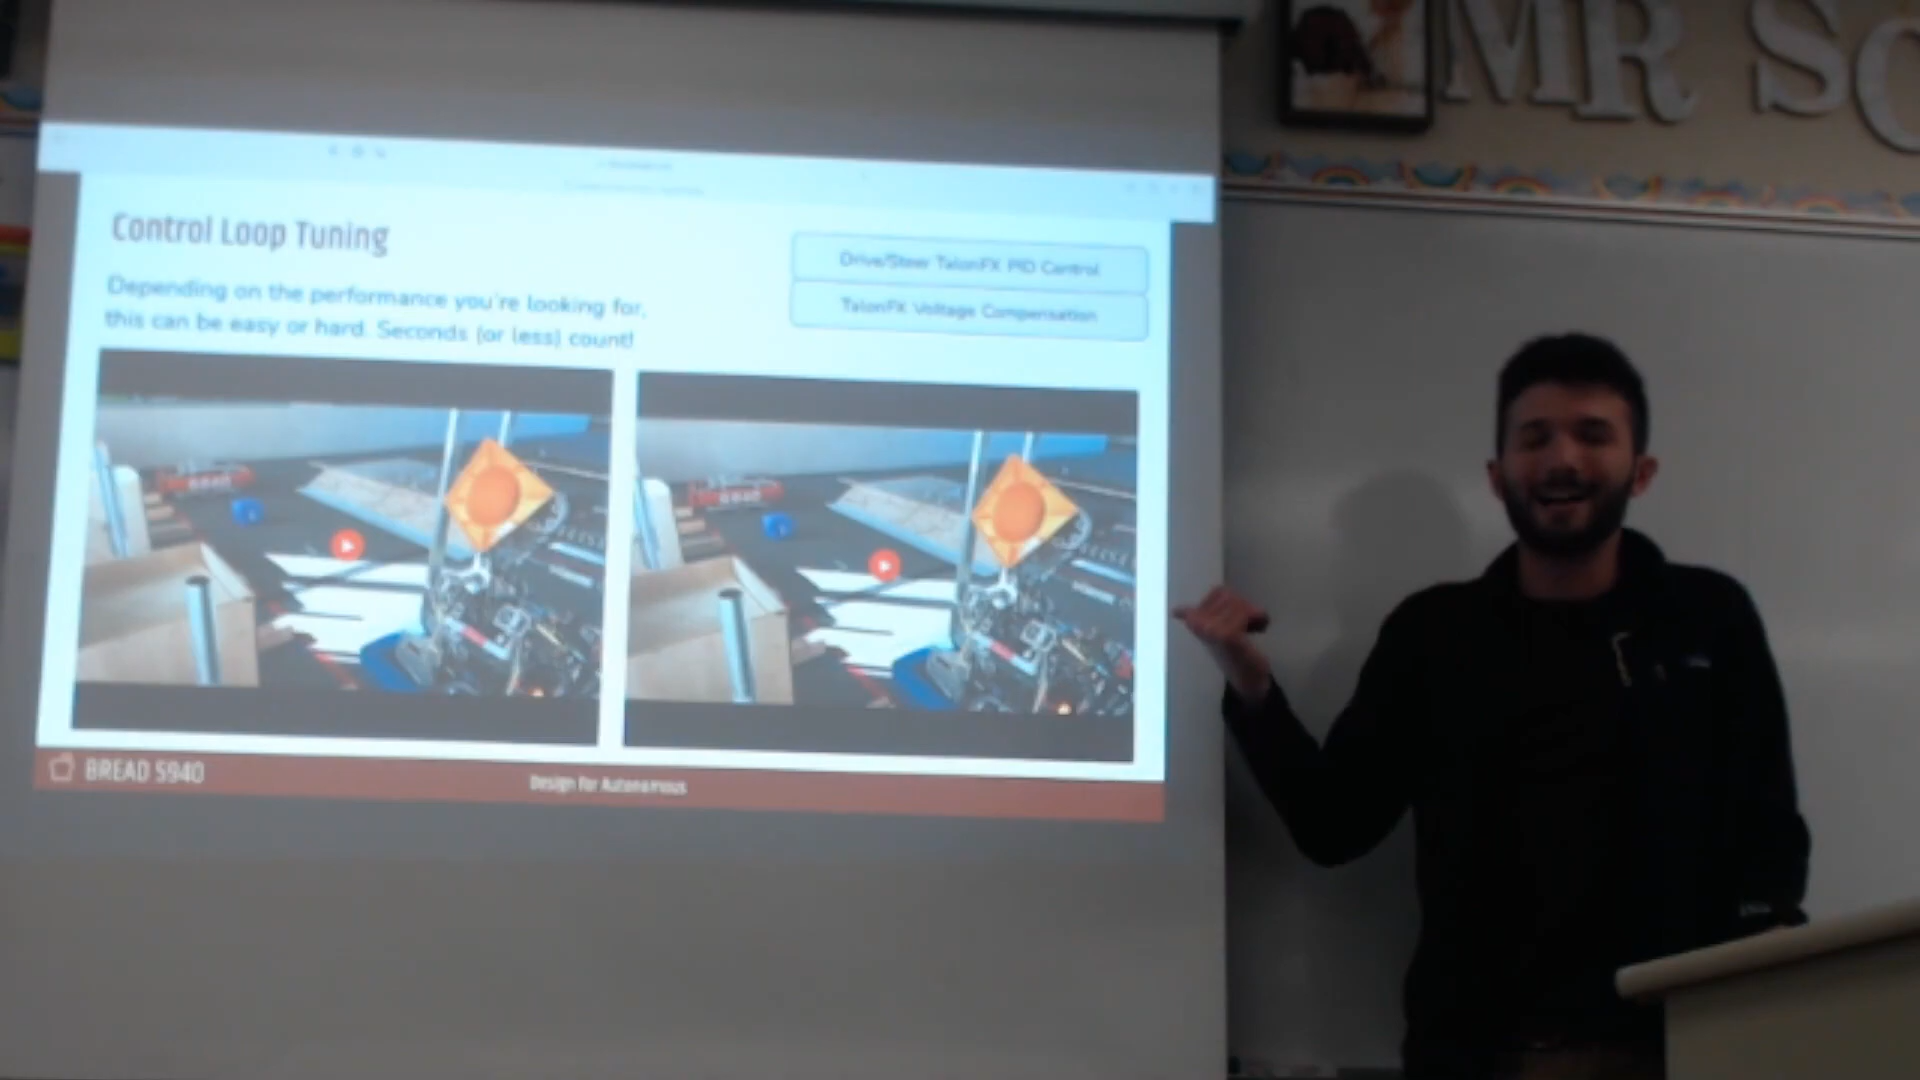 MR SC
Control Loop Tuning
Depending on the performance you're looking for,
this can be easy or hard. Seconds (or less) count!
Drive/Steer TalonFX PID Control
TalonFX Voltage Compensation
BREAD 5940
Design for Autonomous